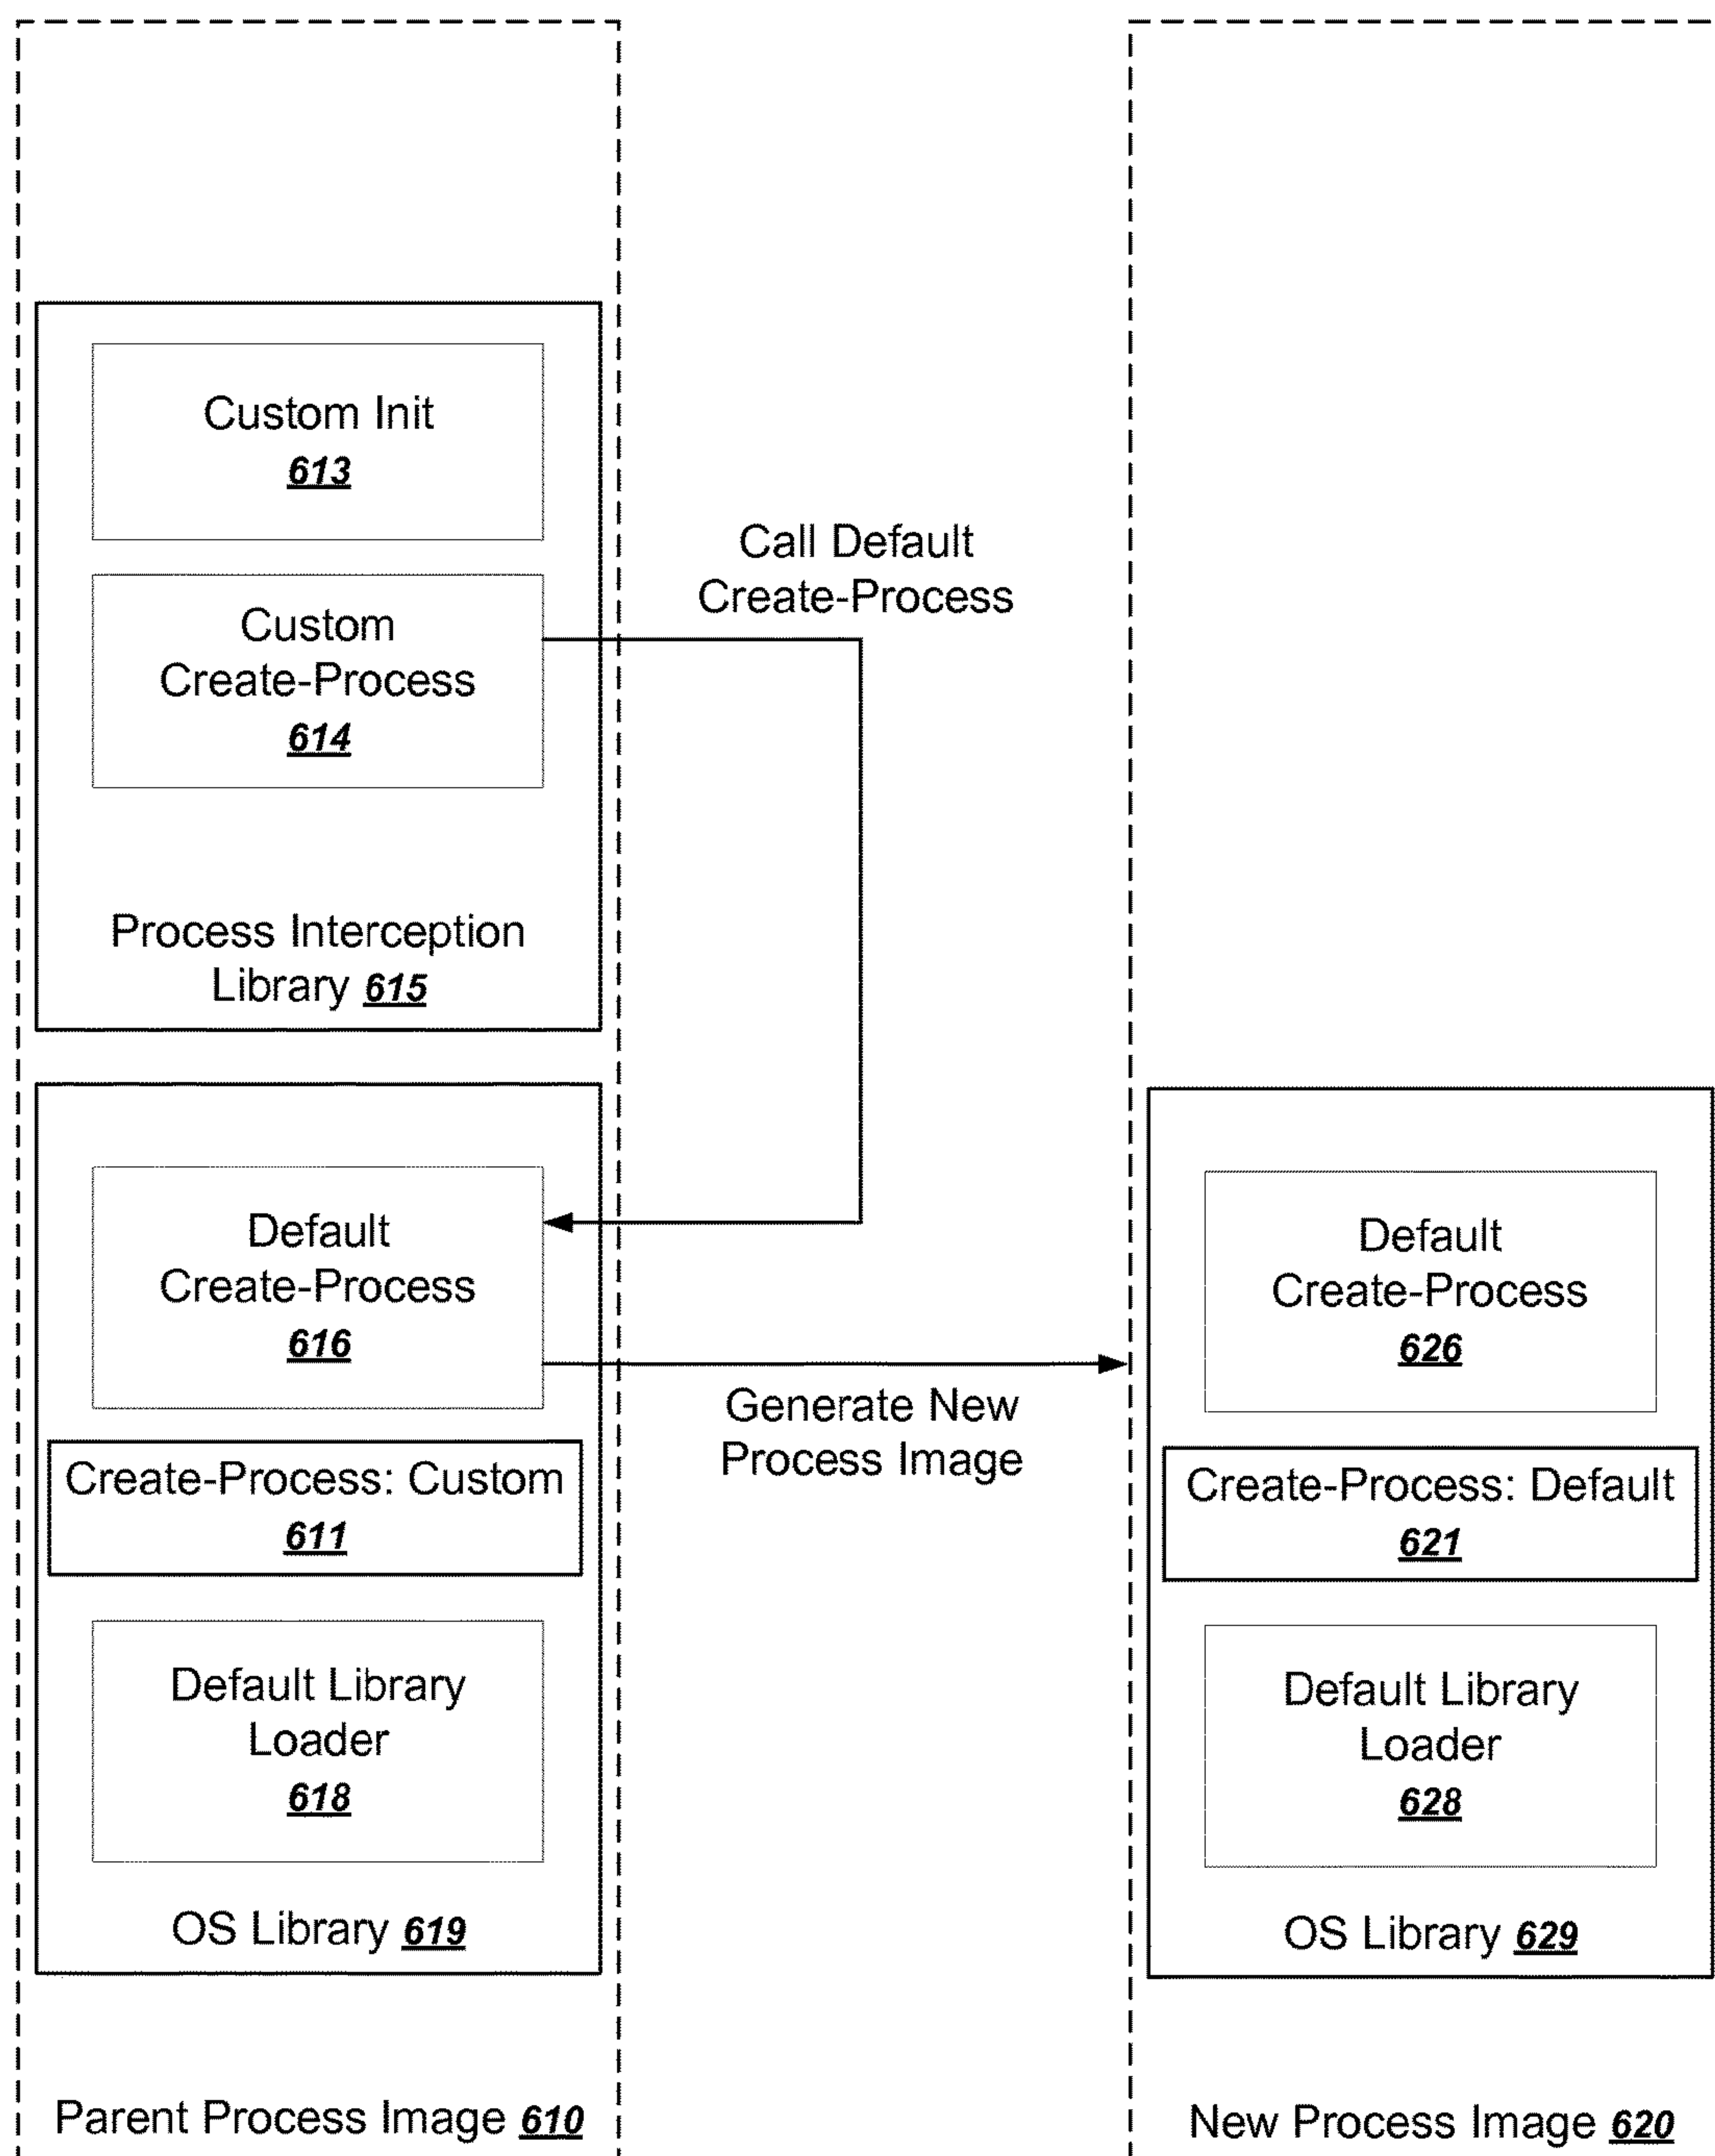 Custom Init
613
Custom
Create-Process
614
Process Interception
Library 615
Call Default
Create-Process
Default
Create-Process
616
Generate New
Process Image
Create-Process: Custom
611
Default Library
Loader
618
OS Library 619
Parent Process Image 610
Default
Create-Process
626
Create-Process: Default
621
Default Library
Loader
628
OS Library 629
New Process Image 620